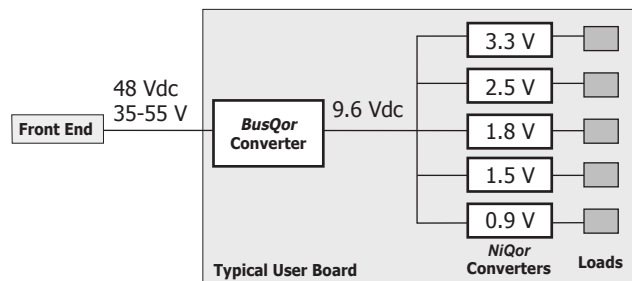 48 Vdc
35-55 V
Front End
BusQor
Converter
9.6 Vdc
3.3 V
2.5 V
1.8 V
1.5 V
0.9 V
NiQor
Converters
Loads
Typical User Board